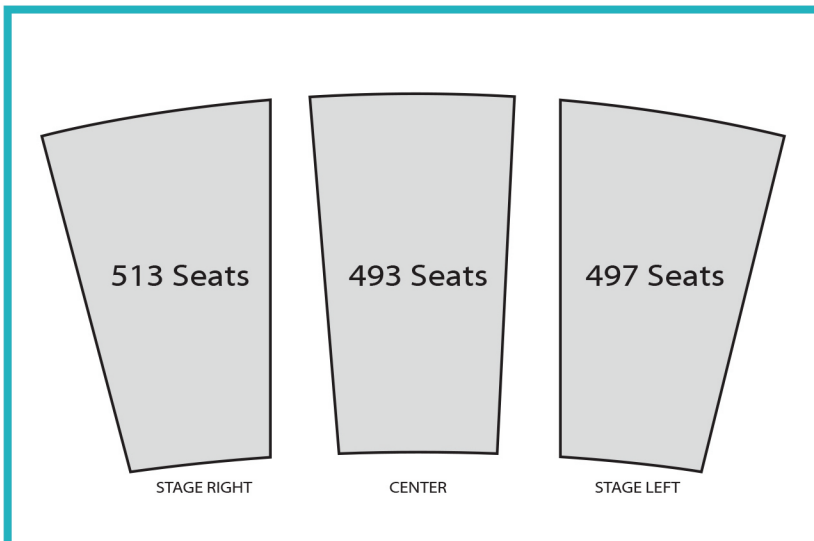 513 Seats
493 Seats
497 Seats
STAGE RIGHT
CENTER
STAGE LEFT